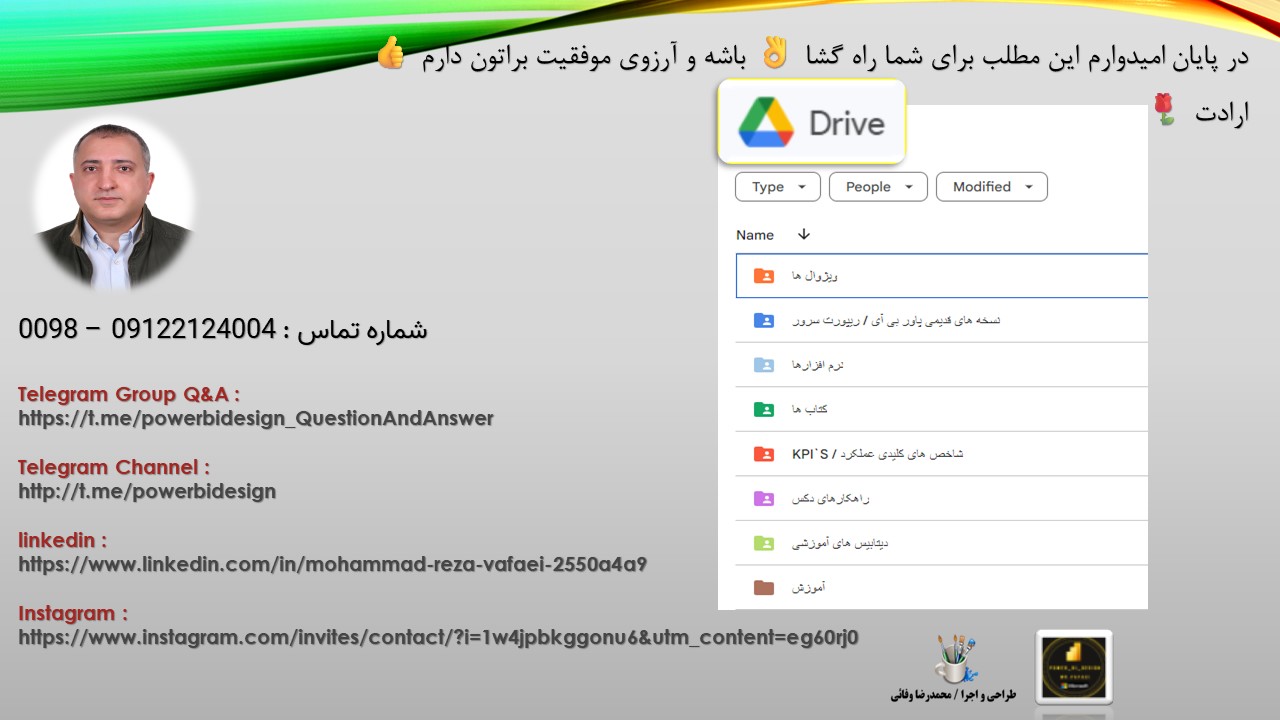 در پایان امیدوارم این مطلب برای شما راه گشا 👌 باشه و آرزوی موفقیت براتون دارم 👍
ارادت 🌹
Drive
Type People Modified
Name
ویژوال ها
نسخه های قدیمی پاور بی آی / ریپورت سرور
نرم افزارها
کتاب ها
شاخص های کلیدی عملکرد / KPI`S
راهکارهای دکس
دیتابیس های آموزشی
آموزش
شماره تماس : 09122124004 – 0098
Telegram Group Q&A :
https://t.me/powerbidesign_QuestionAndAnswer
Telegram Channel :
http://t.me/powerbidesign
linkedin :
https://www.linkedin.com/in/mohammad-reza-vafaei-2550a4a9
Instagram :
https://www.instagram.com/invites/contact/?i=1w4jpbkggonu6&utm_content=eg60rj0
طراحی و اجرا / محمدرضا وفائی
POWER_BI_DESIGN
Microsoft